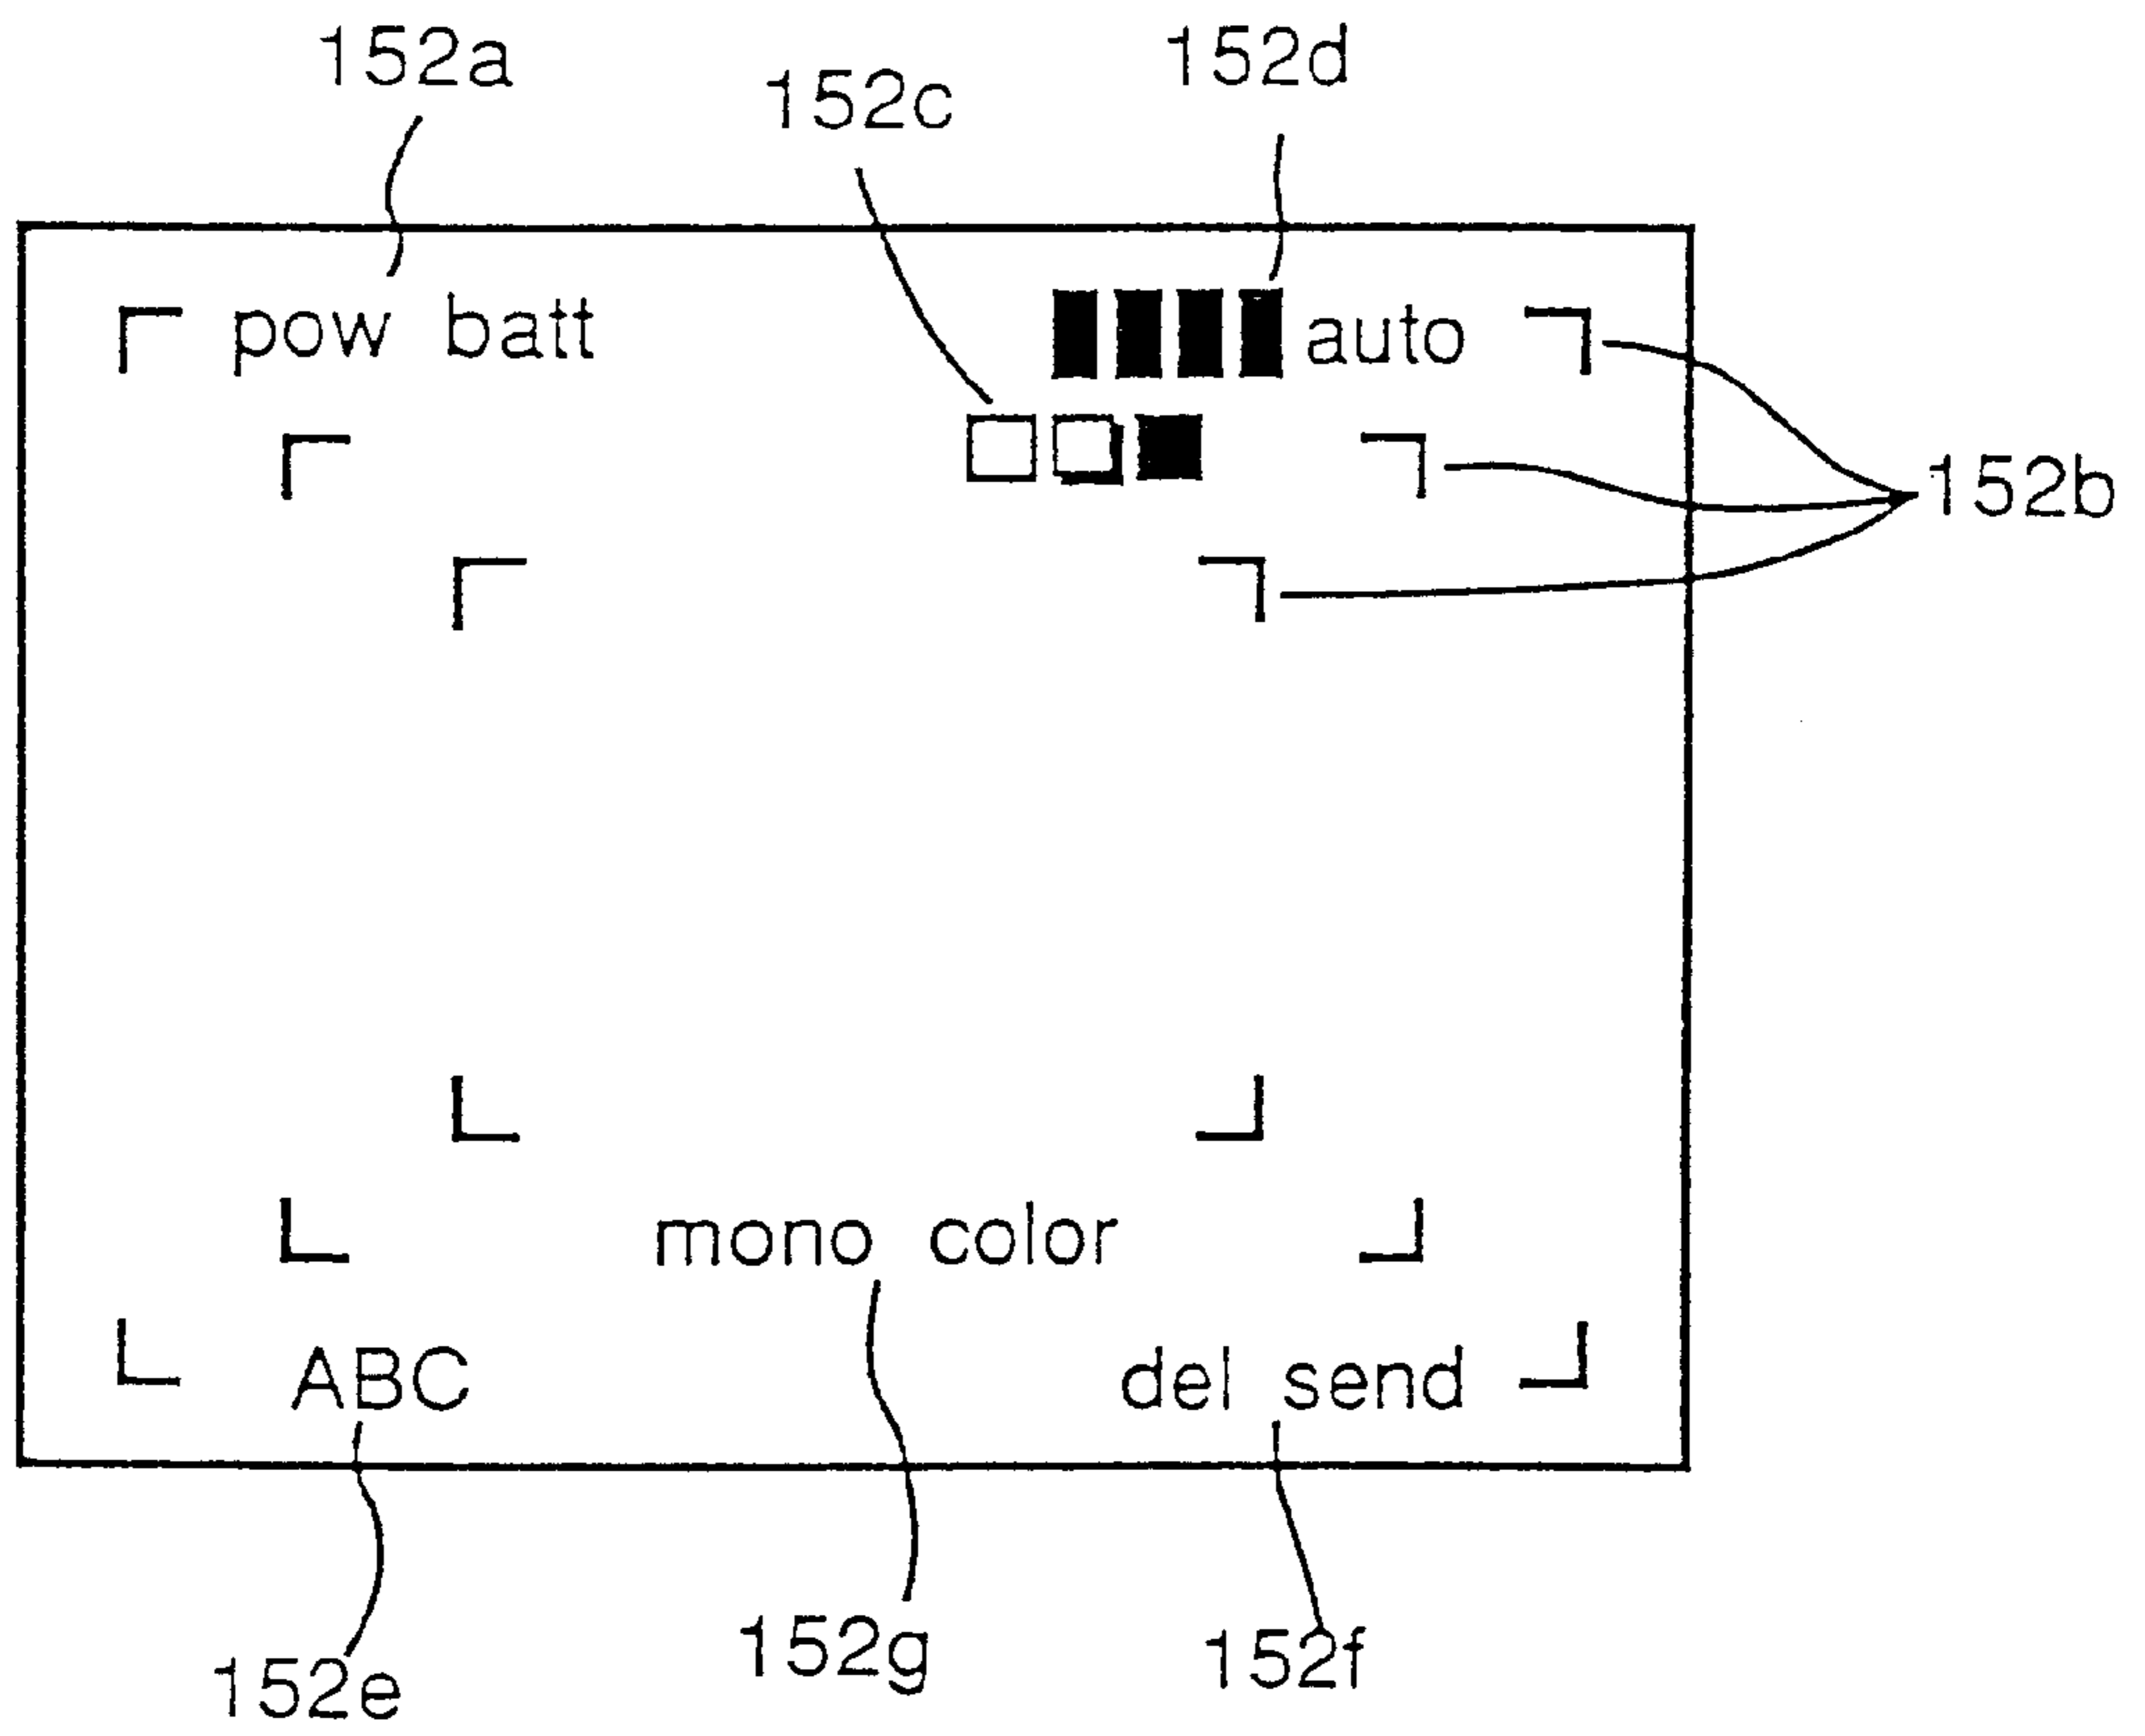 152a
152c
152d
pow batt
auto
152b
mono color
ABC
del send
152e
152g
152f